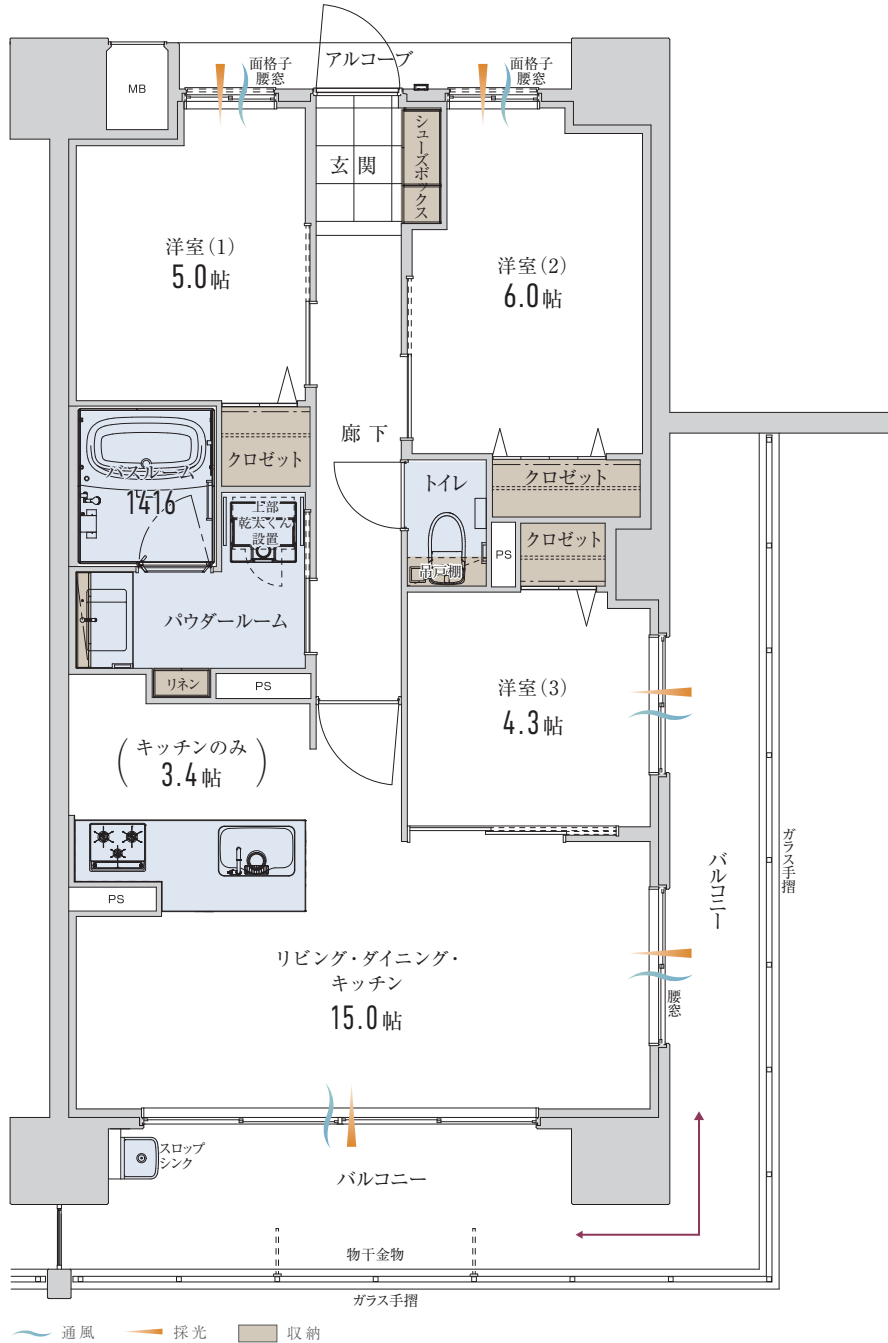 アルコーブ
面格子
腰窓
面格子
腰窓
MB
玄関
シューズボックス
洋室(1)
5.0帖
洋室(2)
6.0帖
廊下
クロゼット
バスルーム
1416
上部
乾太くん
設置
トイレ
クロゼット
クロゼット
PS
吊戸棚
パウダールーム
リネン
PS
洋室(3)
4.3帖
(キッチンのみ
3.4帖)
PS
リビング・ダイニング・
キッチン
15.0帖
腰窓
バルコニー
ガラス手摺
スロップ
シンク
バルコニー
物干金物
ガラス手摺
通風 採光 収納